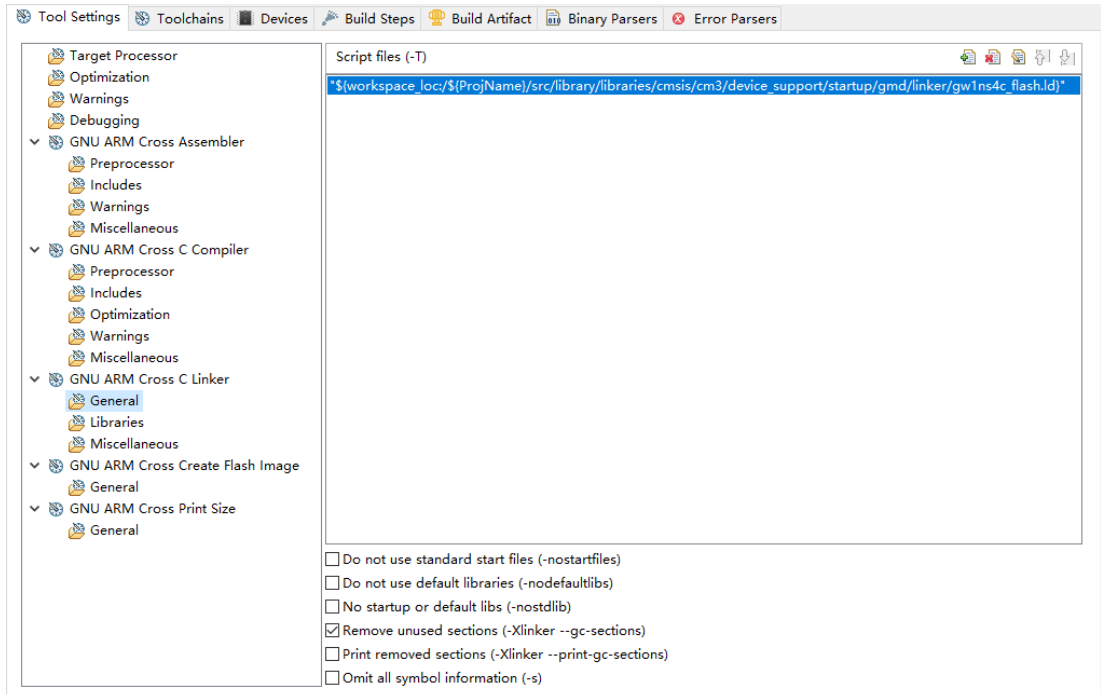 Tool Settings Toolchains Devices Build Steps Build Artifact Binary Parsers Error Parsers
Target Processor
Optimization
Warnings
Debugging
GNU ARM Cross Assembler
Preprocessor
Includes
Warnings
Miscellaneous
GNU ARM Cross C Compiler
Preprocessor
Includes
Optimization
Warnings
Miscellaneous
GNU ARM Cross C Linker
General
Libraries
Miscellaneous
GNU ARM Cross Create Flash Image
General
GNU ARM Cross Print Size
General
Script files (-T)
"${workspace_loc:/${ProjName}/src/library/libraries/cmsis/cm3/device_support/startup/gmd/linker/gw1ns4c_flash.ld}"
Do not use standard start files (-nostartfiles)
Do not use default libraries (-nodefaultlibs)
No startup or default libs (-nostdlib)
Remove unused sections (-Xlinker --gc-sections)
Print removed sections (-Xlinker --print-gc-sections)
Omit all symbol information (-s)